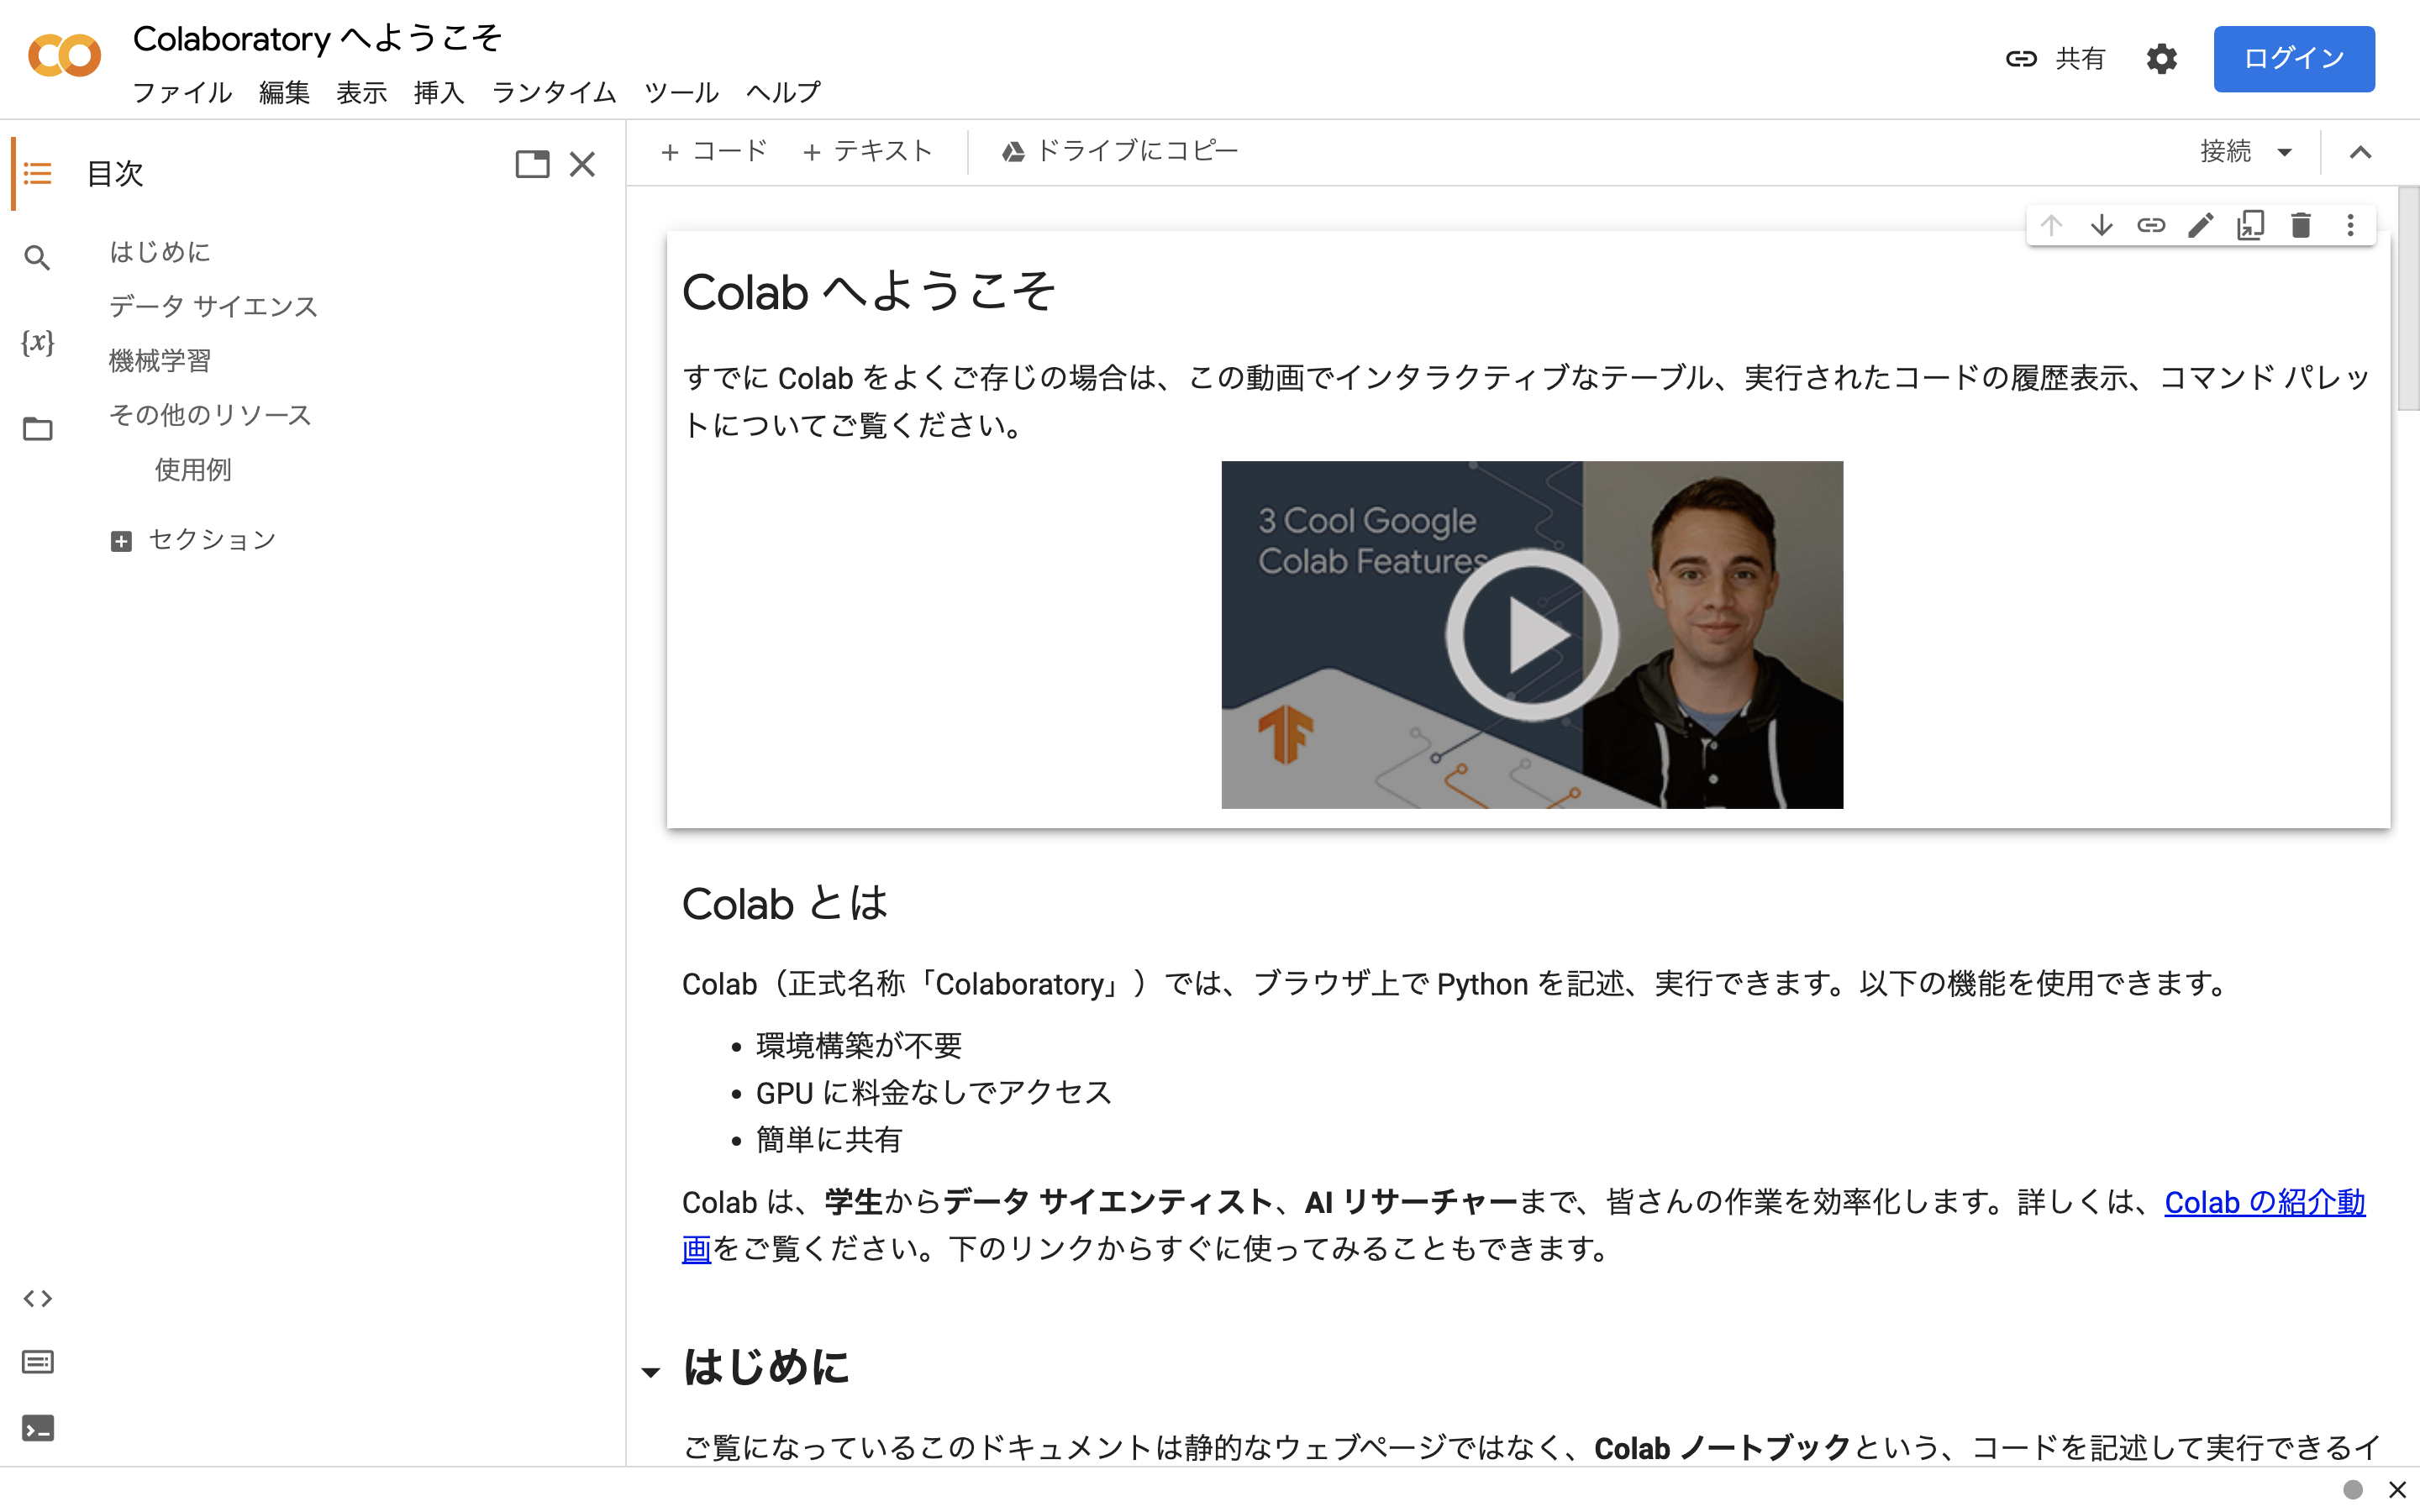 Colaboratory へようこそ
ファイル 編集 表示 挿入 ランタイム ツール ヘルプ
共有
ログイン
目次
はじめに
データ サイエンス
機械学習
その他のリソース
使用例
セクション
+ コード + テキスト ドライブにコピー
接続
Colab へようこそ
すでに Colab をよくご存じの場合は、この動画でインタラクティブなテーブル、実行されたコードの履歴表示、コマンド パレッ
トについてご覧ください。
3 Cool Google
Colab Features
Colab とは
Colab（正式名称「Colaboratory」）では、ブラウザ上で Python を記述、実行できます。以下の機能を使用できます。
• 環境構築が不要
• GPU に料金なしでアクセス
• 簡単に共有
Colab は、学生からデータ サイエンティスト、AI リサーチャーまで、皆さんの作業を効率化します。詳しくは、Colab の紹介動
画をご覧ください。下のリンクからすぐに使ってみることもできます。
はじめに
ご覧になっているこのドキュメントは静的なウェブページではなく、Colab ノートブックという、コードを記述して実行できるイ